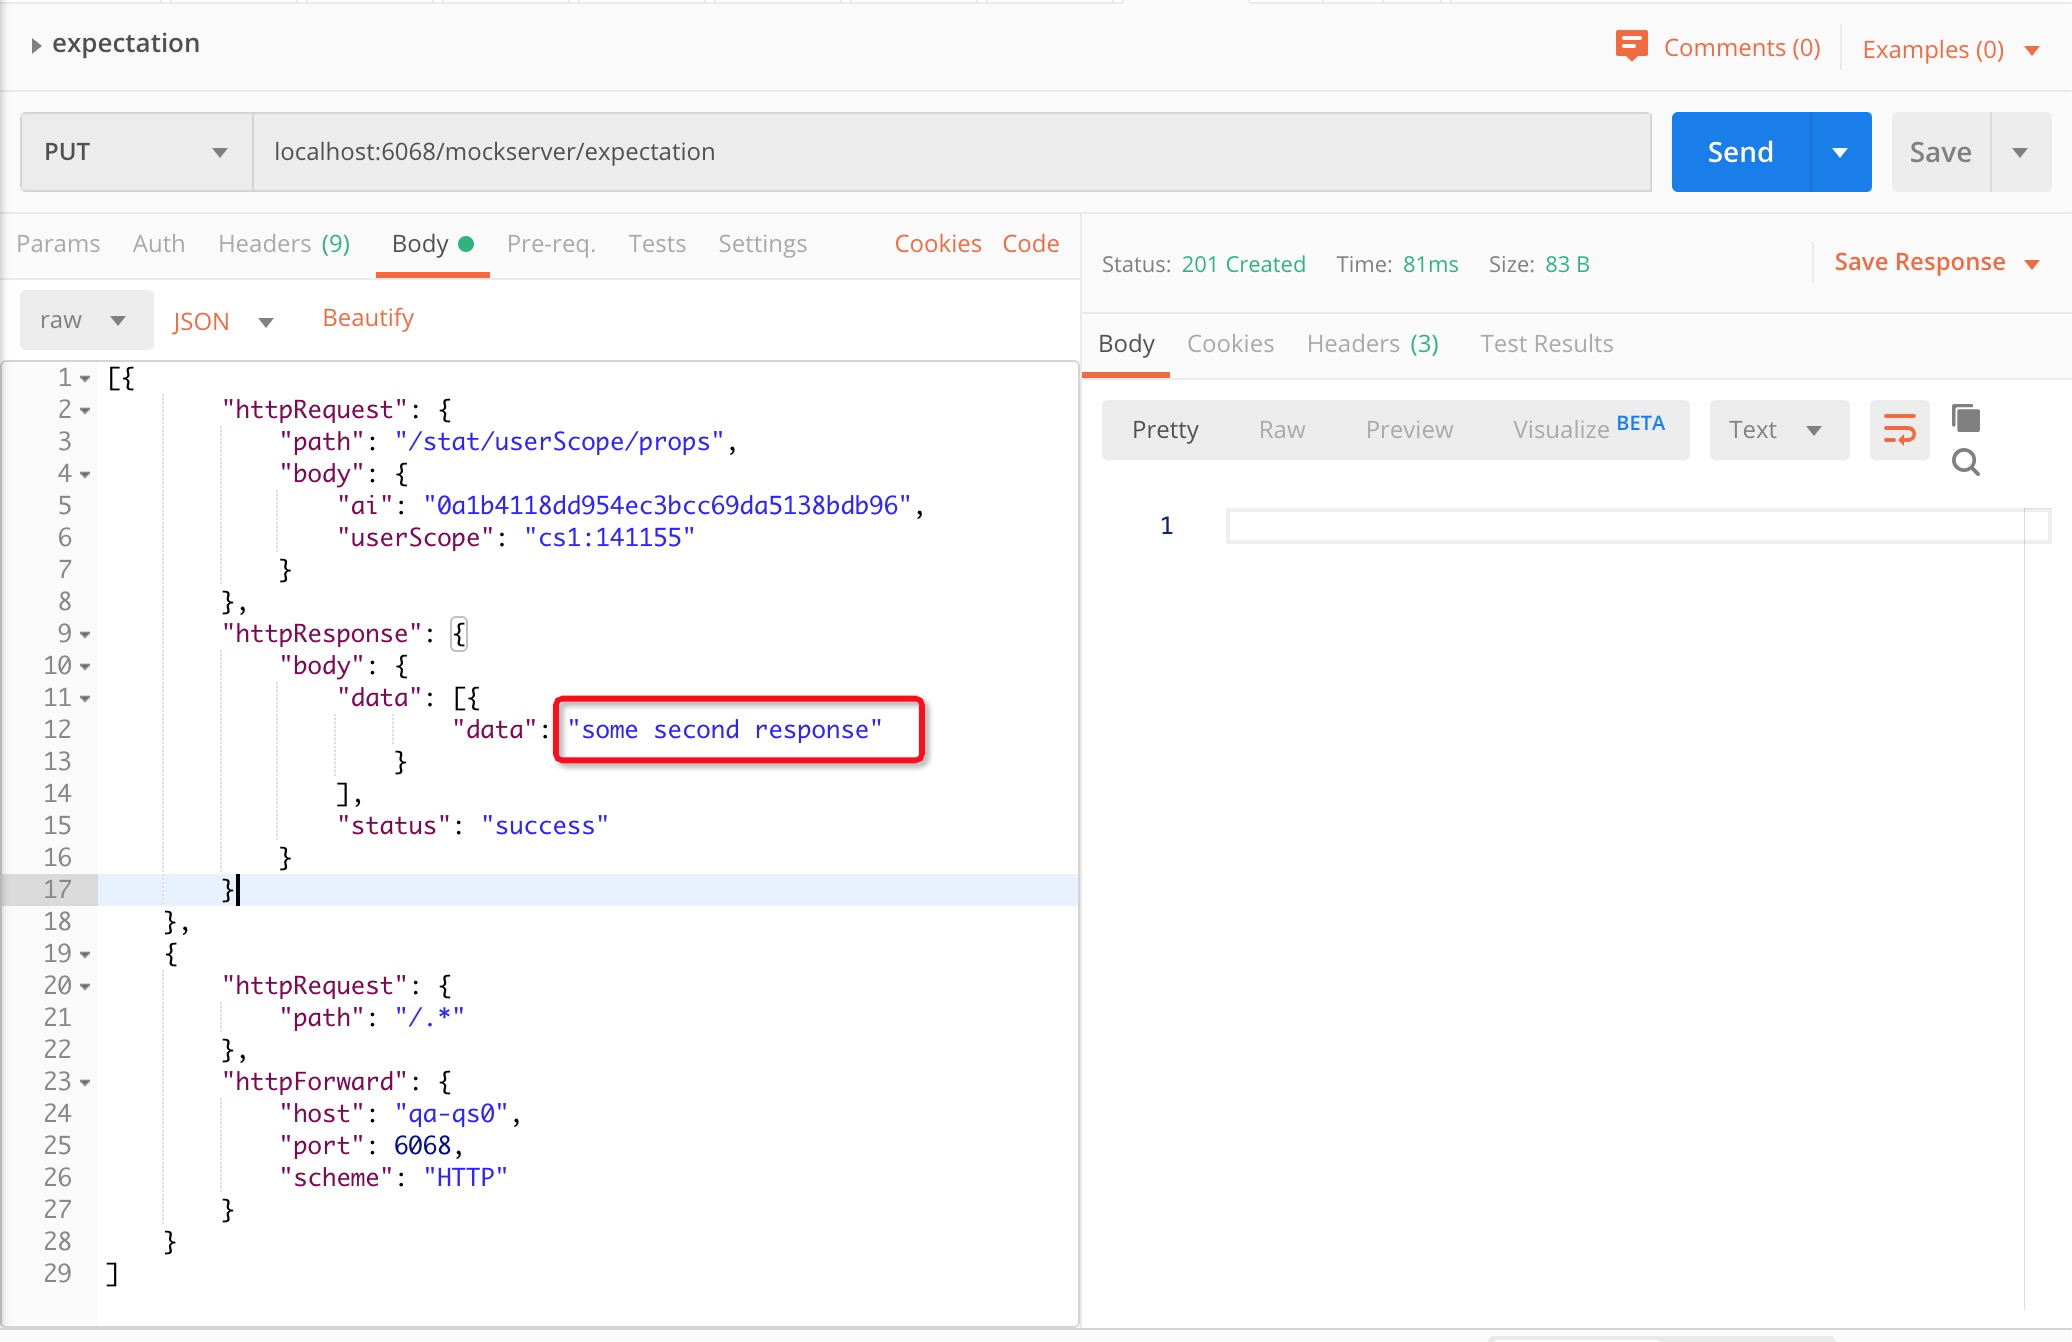 expectation
Comments (0)
Examples (0)
PUT
localhost:6068/mockserver/expectation
Send
Save
Params Auth Headers (9) Body Pre-req. Tests Settings Cookies Code
raw JSON Beautify
1 [{
2 "httpRequest": {
3 "path": "/stat/userScope/props",
4 "body": {
5 "ai": "0a1b4118dd954ec3bcc69da5138bdb96",
6 "userScope": "cs1:141155"
7 }
8 },
9 "httpResponse": {
10 "body": {
11 "data": [{
12 "data": "some second response"
13 }
14 ],
15 "status": "success"
16 }
17 }
18 },
19 {
20 "httpRequest": {
21 "path": "/.*"
22 },
23 "httpForward": {
24 "host": "qa-qs0",
25 "port": 6068,
26 "scheme": "HTTP"
27 }
28 }
29 ]
Status: 201 Created Time: 81ms Size: 83 B Save Response
Body Cookies Headers (3) Test Results
Pretty Raw Preview Visualize BETA Text
1